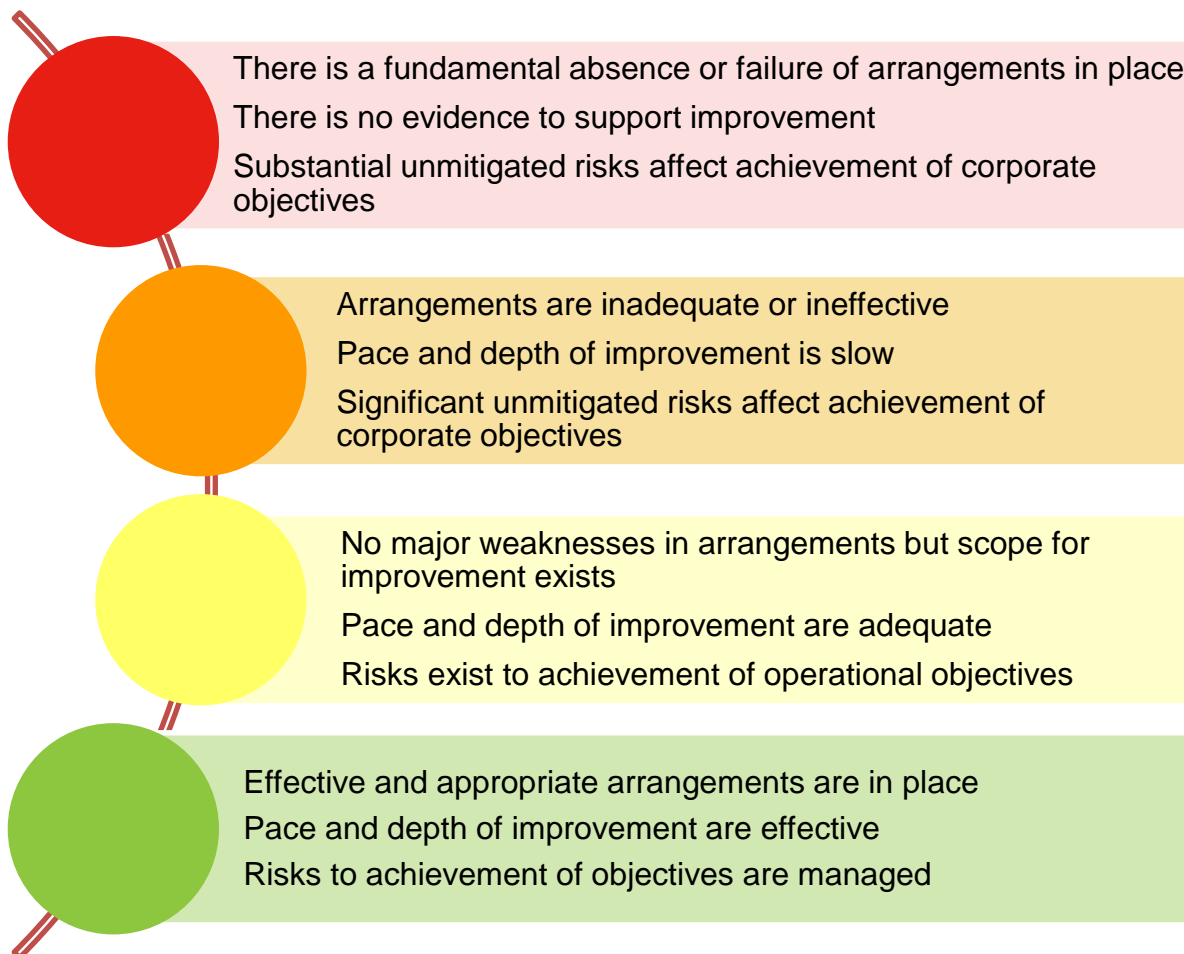 There is a fundamental absence or failure of arrangements in place
There is no evidence to support improvement
Substantial unmitigated risks affect achievement of corporate
objectives
Arrangements are inadequate or ineffective
Pace and depth of improvement is slow
Significant unmitigated risks affect achievement of
corporate objectives
No major weaknesses in arrangements but scope for
improvement exists
Pace and depth of improvement are adequate
Risks exist to achievement of operational objectives
Effective and appropriate arrangements are in place
Pace and depth of improvement are effective
Risks to achievement of objectives are managed